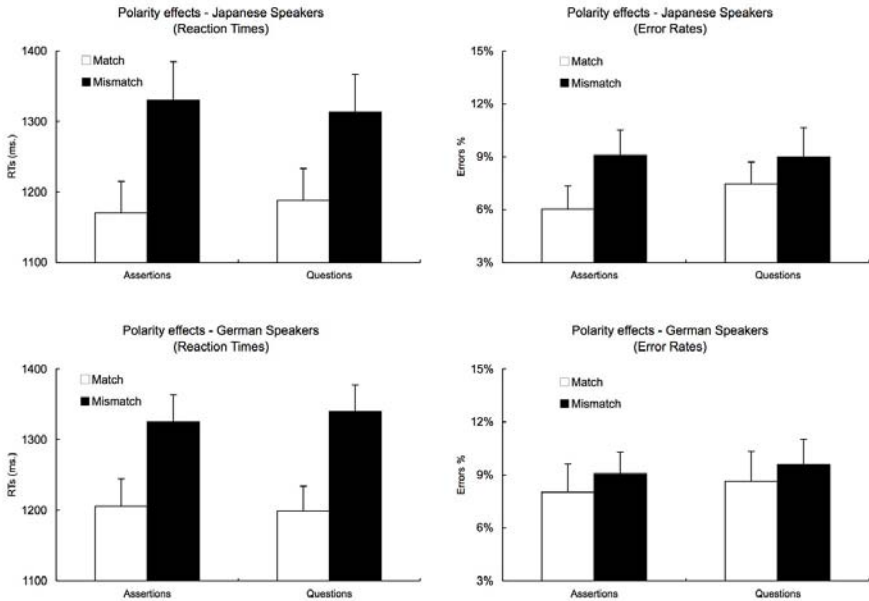 Polarity effects - Japanese Speakers
(Reaction Times)
1400
1300
1200
1100
RTs (ms.)
Match
Mismatch
Assertions
Questions
Polarity effects - Japanese Speakers
(Error Rates)
15%
12%
9%
6%
3%
Errors %
Match
Mismatch
Assertions
Questions
Polarity effects - German Speakers
(Reaction Times)
1400
1300
1200
1100
RTs (ms.)
Match
Mismatch
Assertions
Questions
Polarity effects - German Speakers
(Error Rates)
15%
12%
9%
6%
3%
Errors %
Match
Mismatch
Assertions
Questions